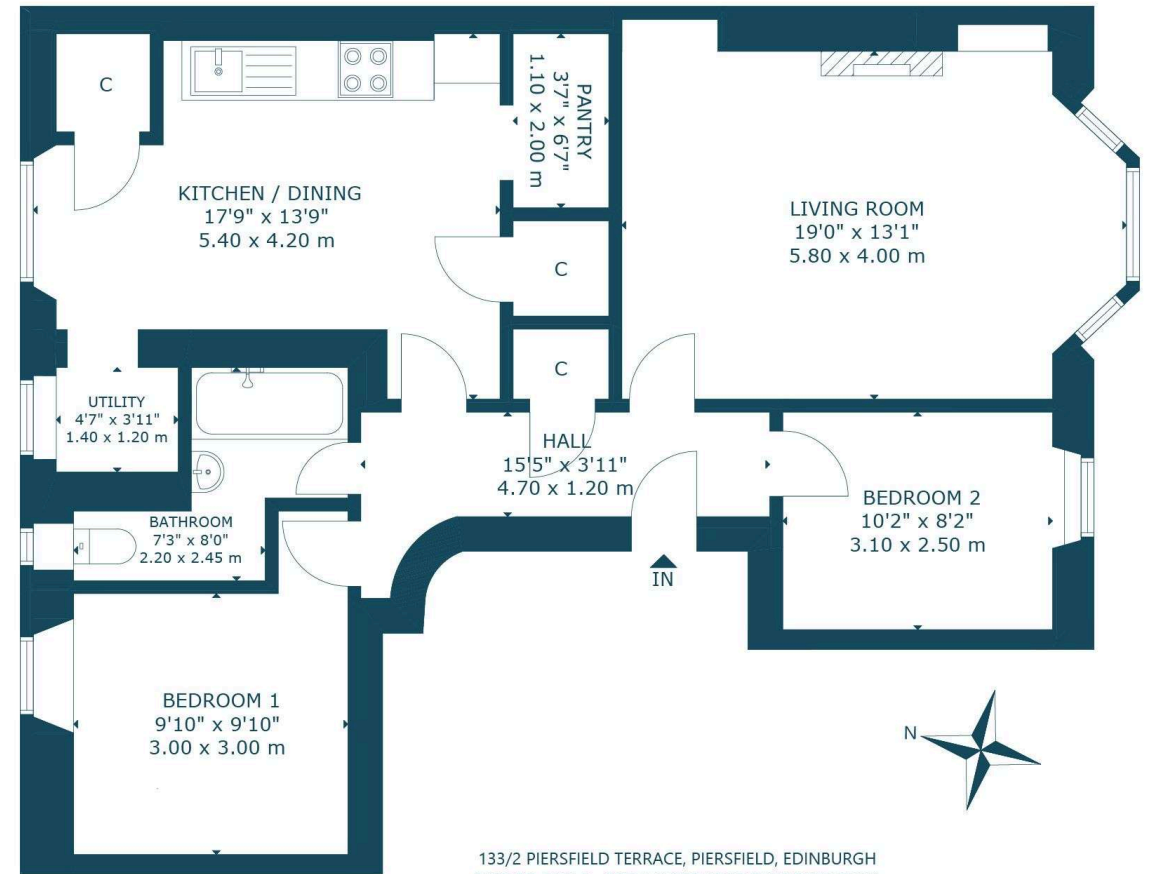 C
KITCHEN / DINING
17'9" x 13'9"
5.40 x 4.20 m
PANTRY
3'7" x 6'7"
1.10 x 2.00 m
LIVING ROOM
19'0" x 13'1"
5.80 x 4.00 m
C
C
UTILITY
4'7" x 3'11"
1.40 x 1.20 m
HALL
15'5" x 3'11"
4.70 x 1.20 m
BATHROOM
7'3" x 8'0"
2.20 x 2.45 m
BEDROOM 2
10'2" x 8'2"
3.10 x 2.50 m
IN
BEDROOM 1
9'10" x 9'10"
3.00 x 3.00 m
N
133/2 PIERSFIELD TERRACE, PIERSFIELD, EDINBURGH